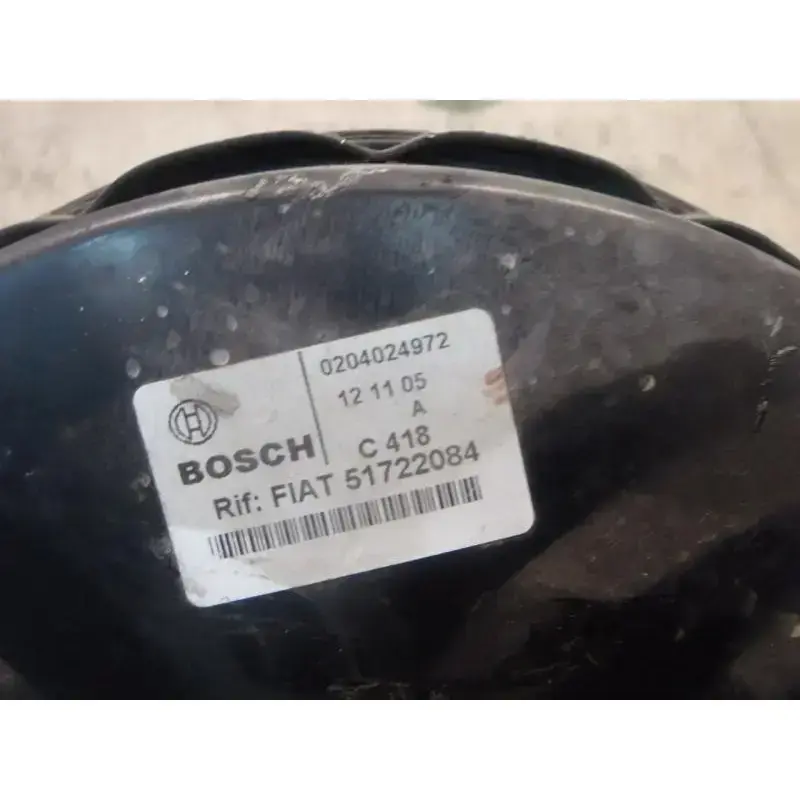 0204024972
12 11 05
A
BOSCH C 418
Rif: FIAT 51722084